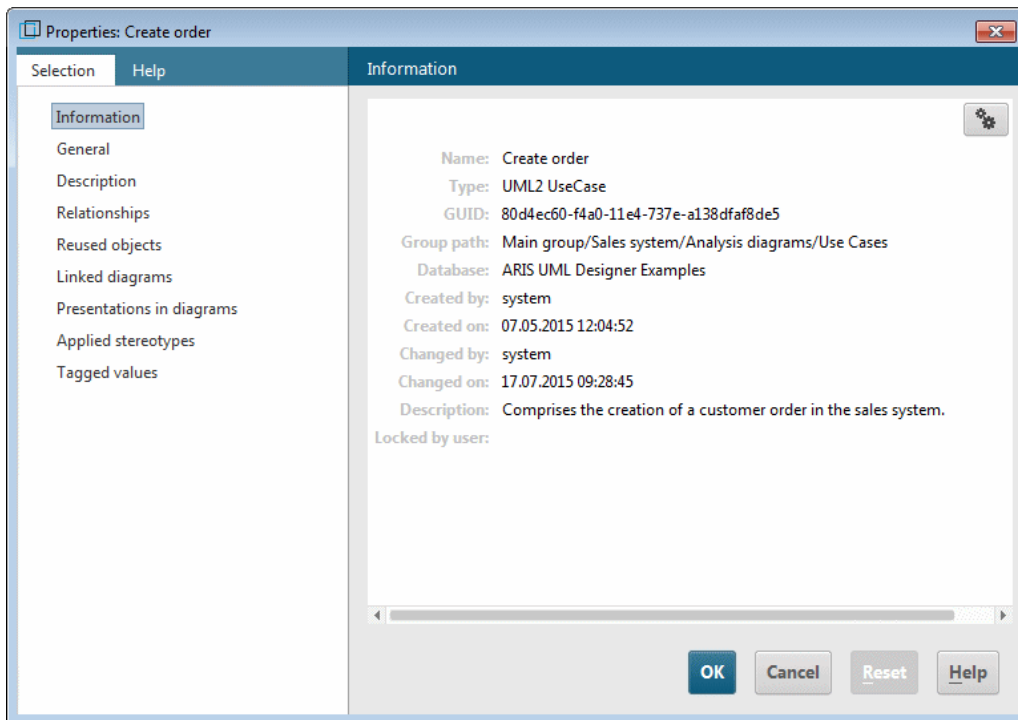 Properties: Create order
Selection
Help
Information
General
Description
Relationships
Reused objects
Linked diagrams
Presentations in diagrams
Applied stereotypes
Tagged values
Information
Name: Create order
Type: UML2 UseCase
GUID: 80d4ec60-f4a0-11e4-737e-a138dfaf8de5
Group path: Main group/Sales system/Analysis diagrams/Use Cases
Database: ARIS UML Designer Examples
Created by: system
Created on: 07.05.2015 12:04:52
Changed by: system
Changed on: 17.07.2015 09:28:45
Description: Comprises the creation of a customer order in the sales system.
Locked by user:
OK Cancel Reset Help